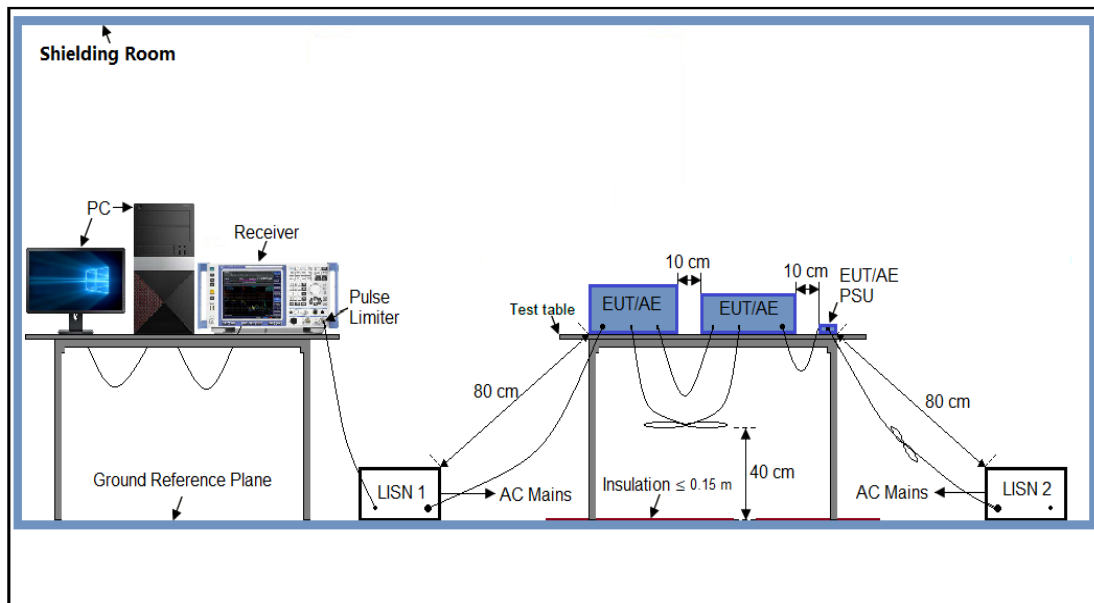 Shielding Room
PC
Receiver
Pulse
Limiter
Test table
EUT/AE
10 cm
EUT/AE
10 cm
EUT/AE
PSU
80 cm
80 cm
40 cm
Ground Reference Plane
LISN 1
AC Mains
Insulation ≤ 0.15 m
AC Mains
LISN 2